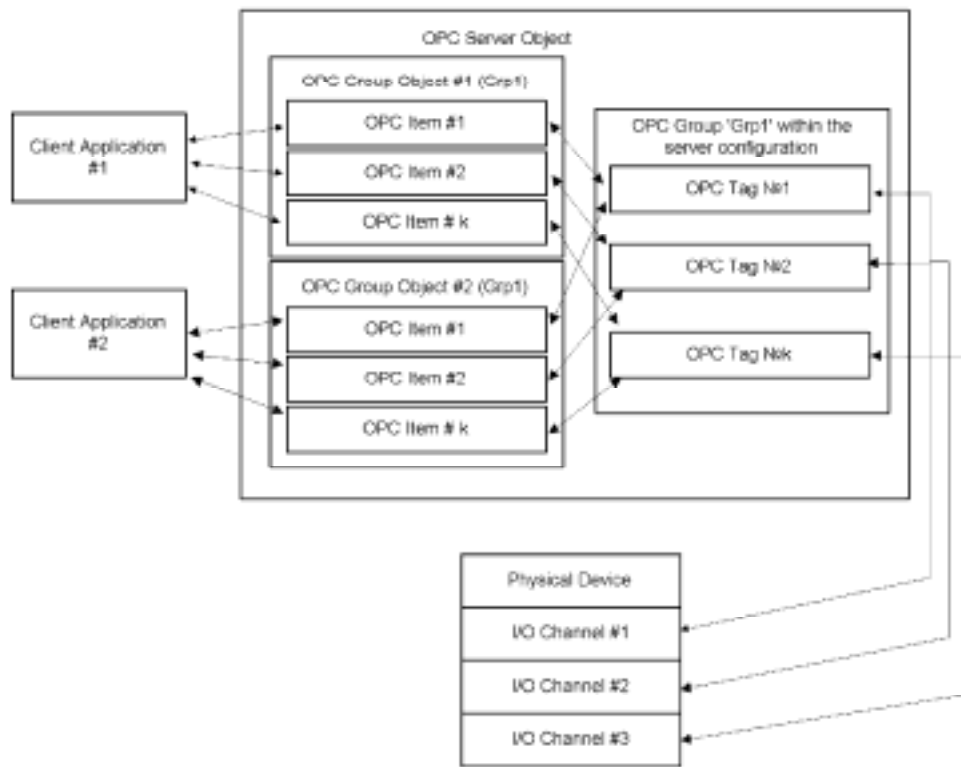 OPC Server Object
OPC Group Object #1 (Grp1)
OPC Item #1
OPC Item #2
OPC Item # k
Client Application
#1
OPC Group Object #2 (Grp1)
OPC Item #1
OPC Item #2
OPC Item # k
Client Application
#2
OPC Group 'Grp1' within the
server configuration
OPC Tag №1
OPC Tag №2
OPC Tag №k
Physical Device
I/O Channel #1
I/O Channel #2
I/O Channel #3